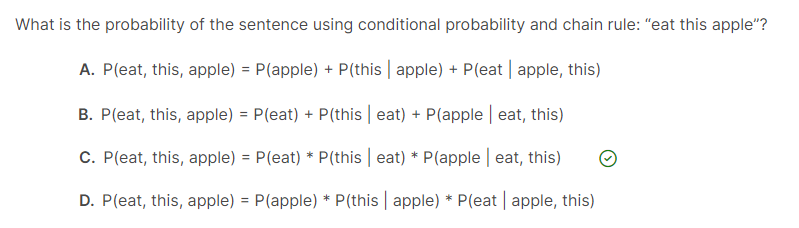 What is the probability of the sentence using conditional probability and chain rule: “eat this apple”?
A. P(eat, this, apple) = P(apple) + P(this | apple) + P(eat | apple, this)
B. P(eat, this, apple) = P(eat) + P(this | eat) + P(apple | eat, this)
C. P(eat, this, apple) = P(eat) * P(this | eat) * P(apple | eat, this)
D. P(eat, this, apple) = P(apple) * P(this | apple) * P(eat | apple, this)